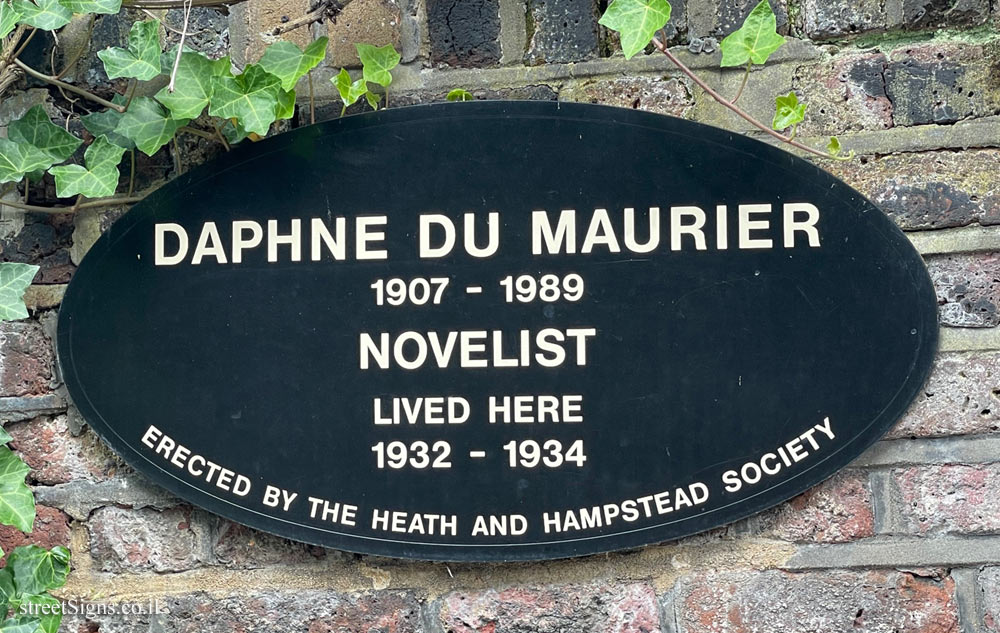 DAPHNE DU MAURIER
1907 - 1989
NOVELIST
LIVED HERE
1932 - 1934
ERECTED BY THE HEATH AND HAMPSTEAD SOCIETY
streetSigns.co.il